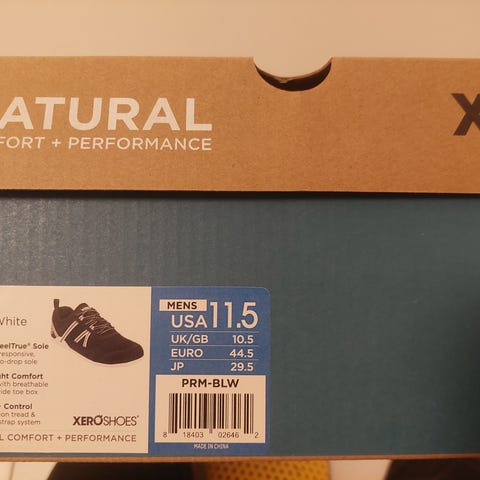 ATURAL
FORT + PERFORMANCE
X
White
eelTrue® Sole
responsive,
o-drop sole
ght Comfort
with breathable
ide toe box
+ Control
on tread &
strap system
XEROSHOES®
L COMFORT + PERFORMANCE
MENS
USA 11.5
UK/GB 10.5
EURO 44.5
JP 29.5
PRM-BLW
8 18403 02646 2
MADE IN CHINA